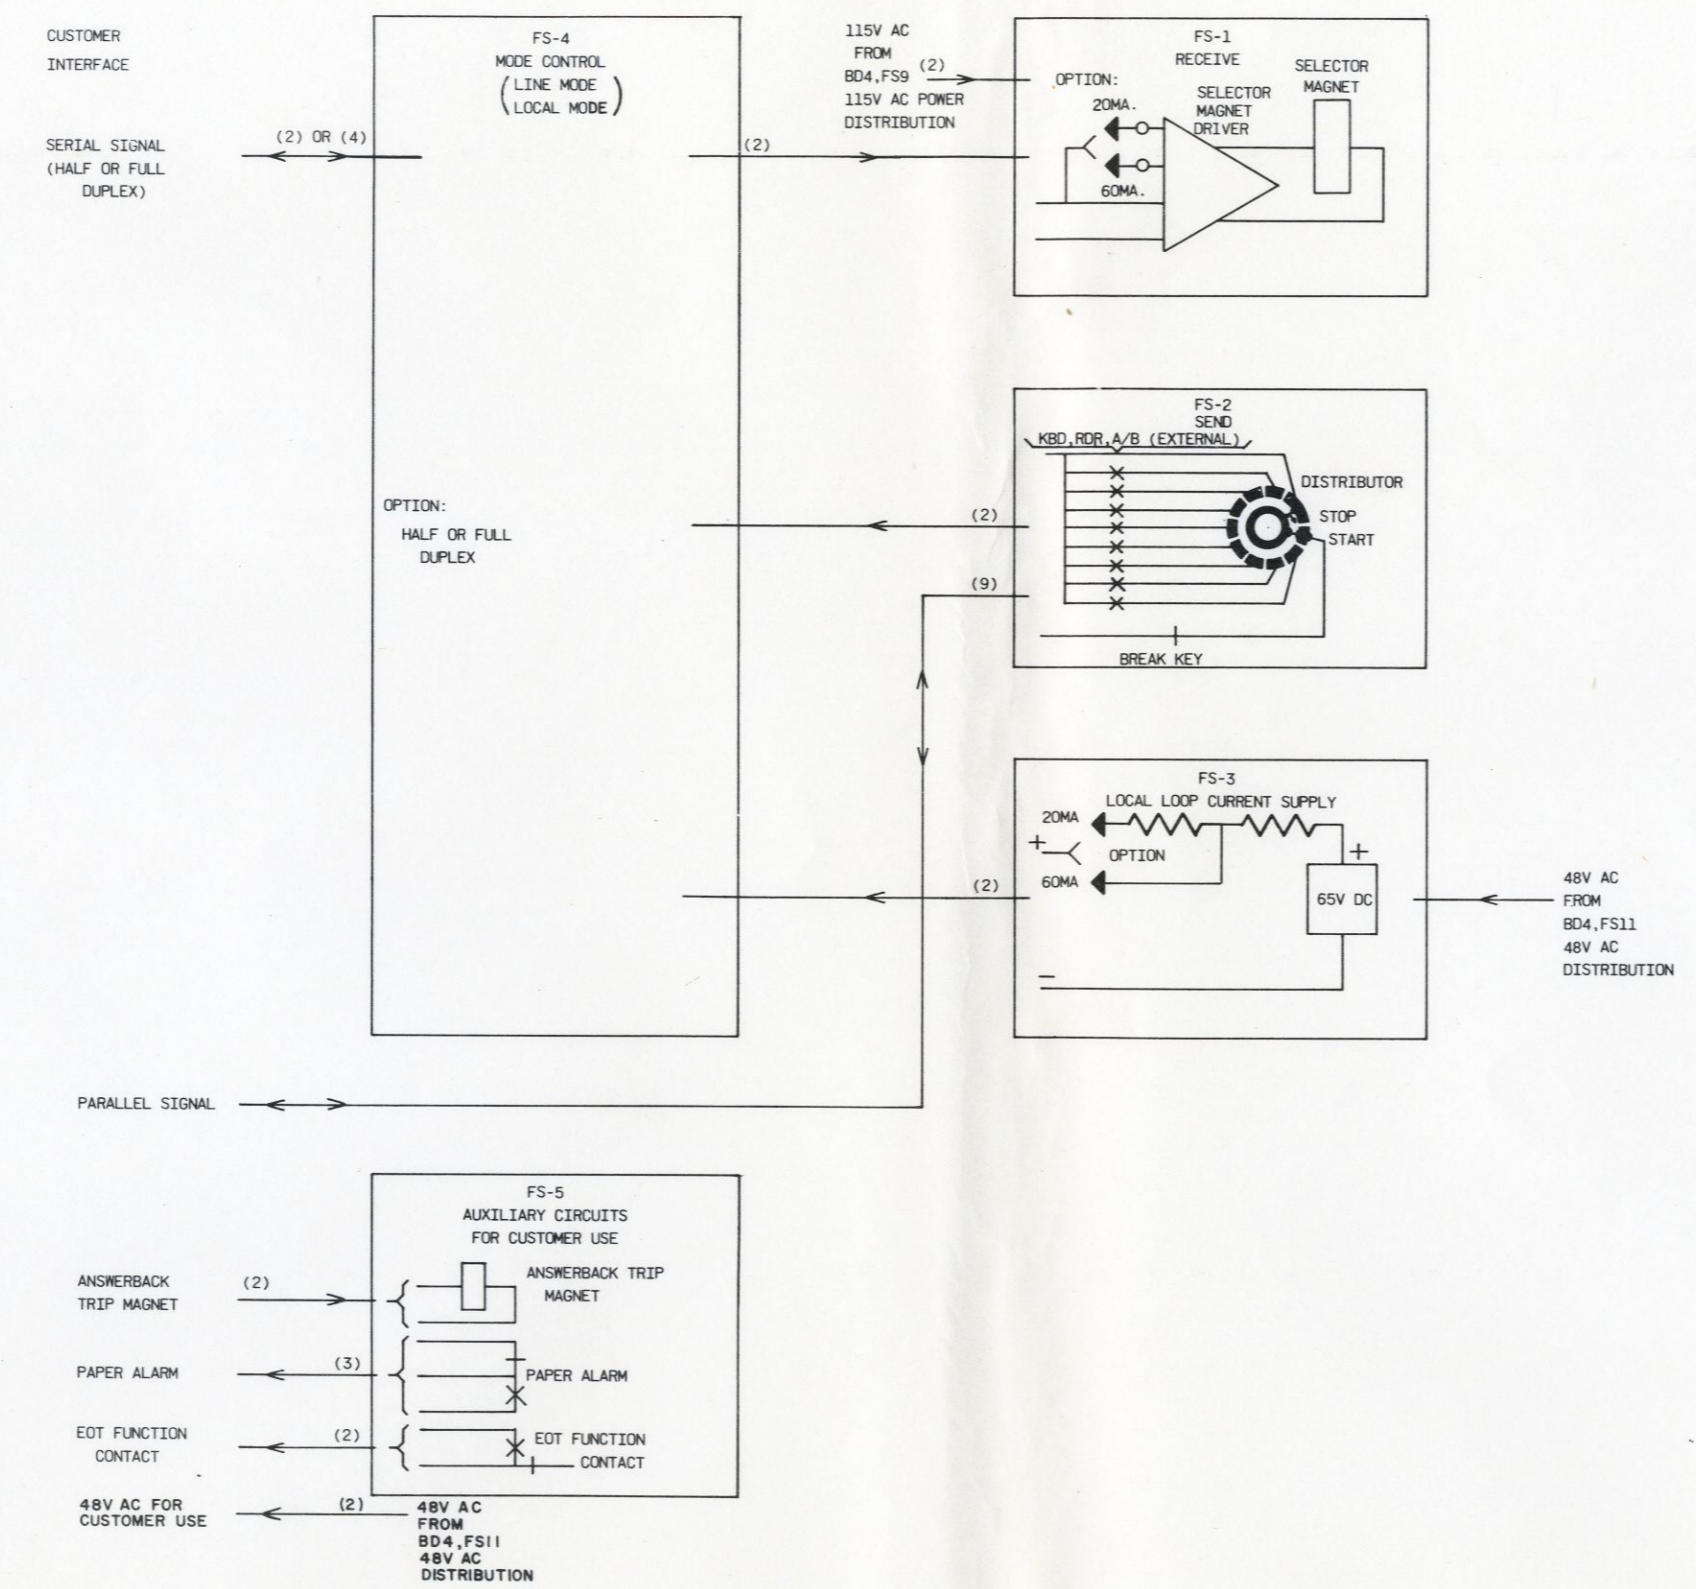 CUSTOMER
INTERFACE
SERIAL SIGNAL
(HALF OR FULL
DUPLEX)
(2) OR (4)
FS-4
MODE CONTROL
(LINE MODE
LOCAL MODE)
OPTION:
HALF OR FULL
DUPLEX
(2)
115V AC
FROM
BD4,FS9
(2)
115V AC POWER
DISTRIBUTION
FS-1
RECEIVE
OPTION:
20MA.
60MA.
SELECTOR
MAGNET
DRIVER
SELECTOR
MAGNET
FS-2
SEND
KBD,RDR,A/B (EXTERNAL)
DISTRIBUTOR
STOP
START
BREAK KEY
(2)
(9)
FS-3
LOCAL LOOP CURRENT SUPPLY
20MA
+
OPTION
60MA
+
65V DC
−
(2)
48V AC
FROM
BD4,FS11
48V AC
DISTRIBUTION
PARALLEL SIGNAL
FS-5
AUXILIARY CIRCUITS
FOR CUSTOMER USE
ANSWERBACK
TRIP MAGNET
(2)
ANSWERBACK TRIP
MAGNET
PAPER ALARM
(3)
PAPER ALARM
EOT FUNCTION
CONTACT
(2)
EOT FUNCTION
CONTACT
48V AC FOR
CUSTOMER USE
(2)
48V AC
FROM
BD4,FS11
48V AC
DISTRIBUTION